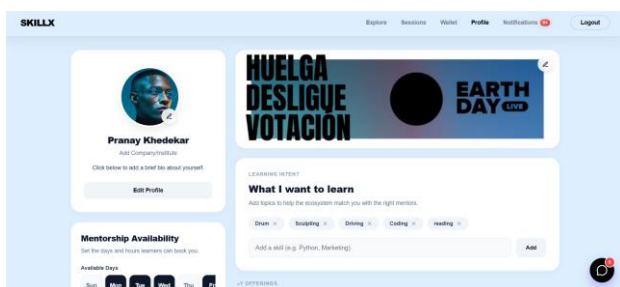 SKILLX
Explore Sessions Wallet Profile Notifications
Logout
HUELGA
DESLIGUE
VOTACIÓN
EARTH
DAY LIVE
Pranay Khedekar
Add Company/Institute
Click below to add a brief bio about yourself.
Edit Profile
LEARNING INTENT
What I want to learn
Add topics to help the ecosystem match you with the right mentors.
Drum × Sculpting × Driving × Coding × reading ×
Add a skill (e.g. Python, Marketing)
Add
Mentorship Availability
Set the days and hours learners can book you.
Available Days
Sun Mon Tue Wed Thu Fri
OFFERINGS